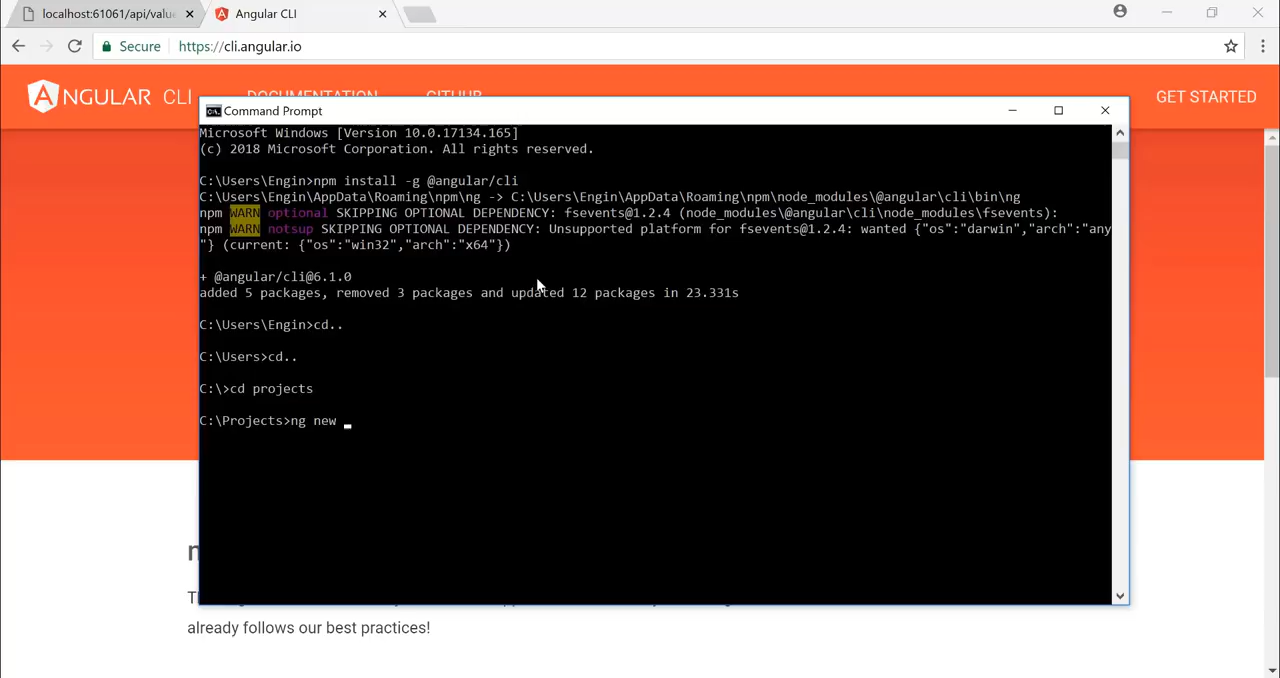 localhost:61061/api/value
Angular CLI
Secure https://cli.angular.io
ANGULAR CLI DOCUMENTATION GITHUB GET STARTED
Command Prompt
Microsoft Windows [Version 10.0.17134.165]
(c) 2018 Microsoft Corporation. All rights reserved.
C:\Users\Engin>npm install -g @angular/cli
C:\Users\Engin\AppData\Roaming\npm\ng -> C:\Users\Engin\AppData\Roaming\npm\node_modules\@angular\cli\bin\ng
npm WARN optional SKIPPING OPTIONAL DEPENDENCY: fsevents@1.2.4 (node_modules\@angular\cli\node_modules\fsevents):
npm WARN notsup SKIPPING OPTIONAL DEPENDENCY: Unsupported platform for fsevents@1.2.4: wanted {"os":"darwin","arch":"any
"} (current: {"os":"win32","arch":"x64"})
+ @angular/cli@6.1.0
added 5 packages, removed 3 packages and updated 12 packages in 23.331s
C:\Users\Engin>cd..
C:\Users>cd..
C:\>cd projects
C:\Projects>ng new
already follows our best practices!